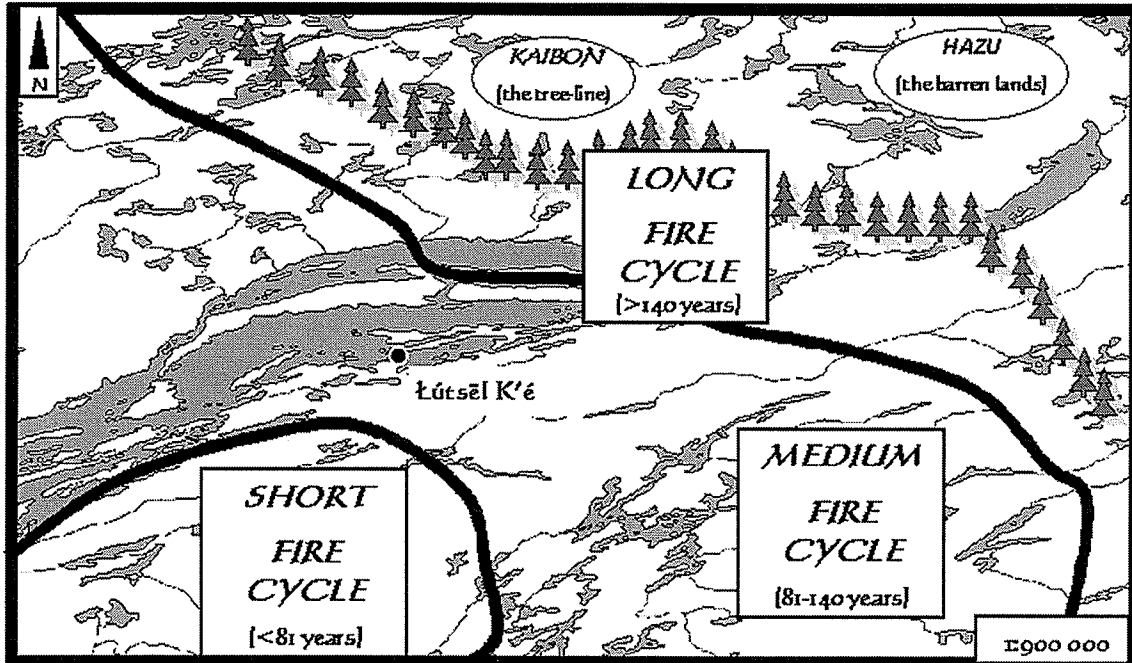 N
KAIBON
(the tree-line)
HAZU
(the barren lands)
LONG
FIRE
CYCLE
(>140 years)
Łútsël K'é
SHORT
FIRE
CYCLE
(<81 years)
MEDIUM
FIRE
CYCLE
(81-140 years)
1:900 000